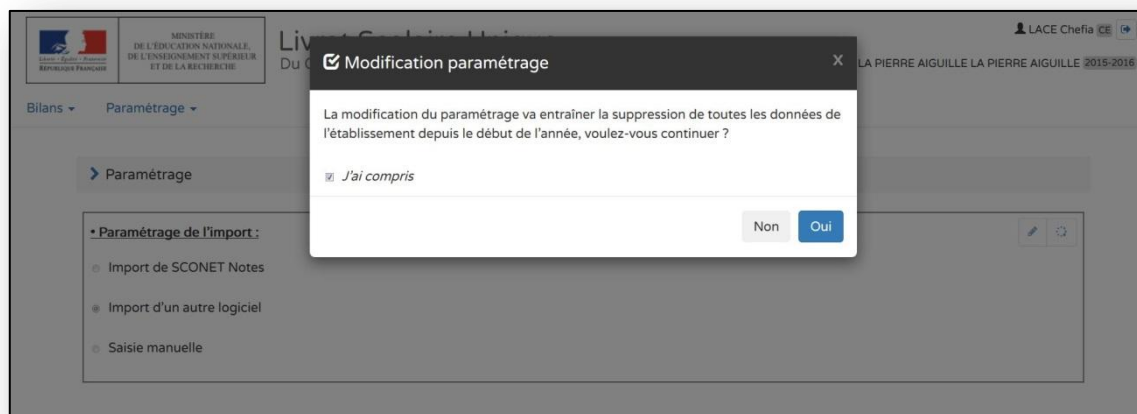 MINISTÈRE
DE L'ÉDUCATION NATIONALE,
DE L'ENSEIGNEMENT SUPÉRIEUR
ET DE LA RECHERCHE
Liberté • Égalité • Fraternité
RÉPUBLIQUE FRANÇAISE
LACE Chefia CE
LA PIERRE AIGUILLE LA PIERRE AIGUILLE 2015-2016
Bilans
Paramétrage
Modification paramétrage
X
La modification du paramétrage va entraîner la suppression de toutes les données de
l'établissement depuis le début de l'année, voulez-vous continuer ?
J'ai compris
Non
Oui
Paramétrage
• Paramétrage de l'import :
Import de SCONET Notes
Import d'un autre logiciel
Saisie manuelle